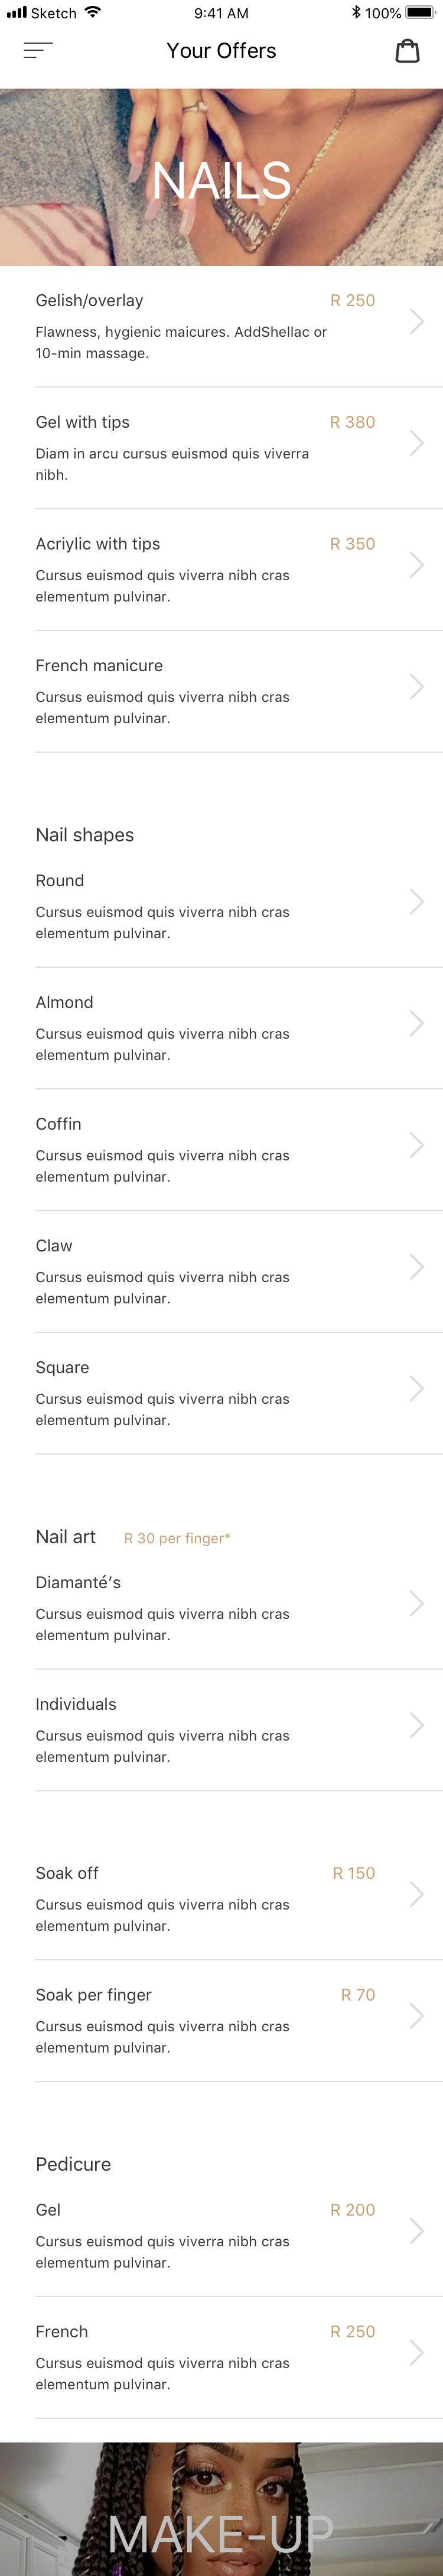 Sketch 9:41 AM 100%
Your Offers
NAILS
Gelish/overlay R 250
Flawness, hygienic maicures. AddShellac or
10-min massage.
Gel with tips R 380
Diam in arcu cursus euismod quis viverra
nibh.
Acriylic with tips R 350
Cursus euismod quis viverra nibh cras
elementum pulvinar.
French manicure
Cursus euismod quis viverra nibh cras
elementum pulvinar.
Nail shapes
Round
Cursus euismod quis viverra nibh cras
elementum pulvinar.
Almond
Cursus euismod quis viverra nibh cras
elementum pulvinar.
Coffin
Cursus euismod quis viverra nibh cras
elementum pulvinar.
Claw
Cursus euismod quis viverra nibh cras
elementum pulvinar.
Square
Cursus euismod quis viverra nibh cras
elementum pulvinar.
Nail art R 30 per finger*
Diamanté’s
Cursus euismod quis viverra nibh cras
elementum pulvinar.
Individuals
Cursus euismod quis viverra nibh cras
elementum pulvinar.
Soak off R 150
Cursus euismod quis viverra nibh cras
elementum pulvinar.
Soak per finger R 70
Cursus euismod quis viverra nibh cras
elementum pulvinar.
Pedicure
Gel R 200
Cursus euismod quis viverra nibh cras
elementum pulvinar.
French R 250
Cursus euismod quis viverra nibh cras
elementum pulvinar.
MAKE-UP